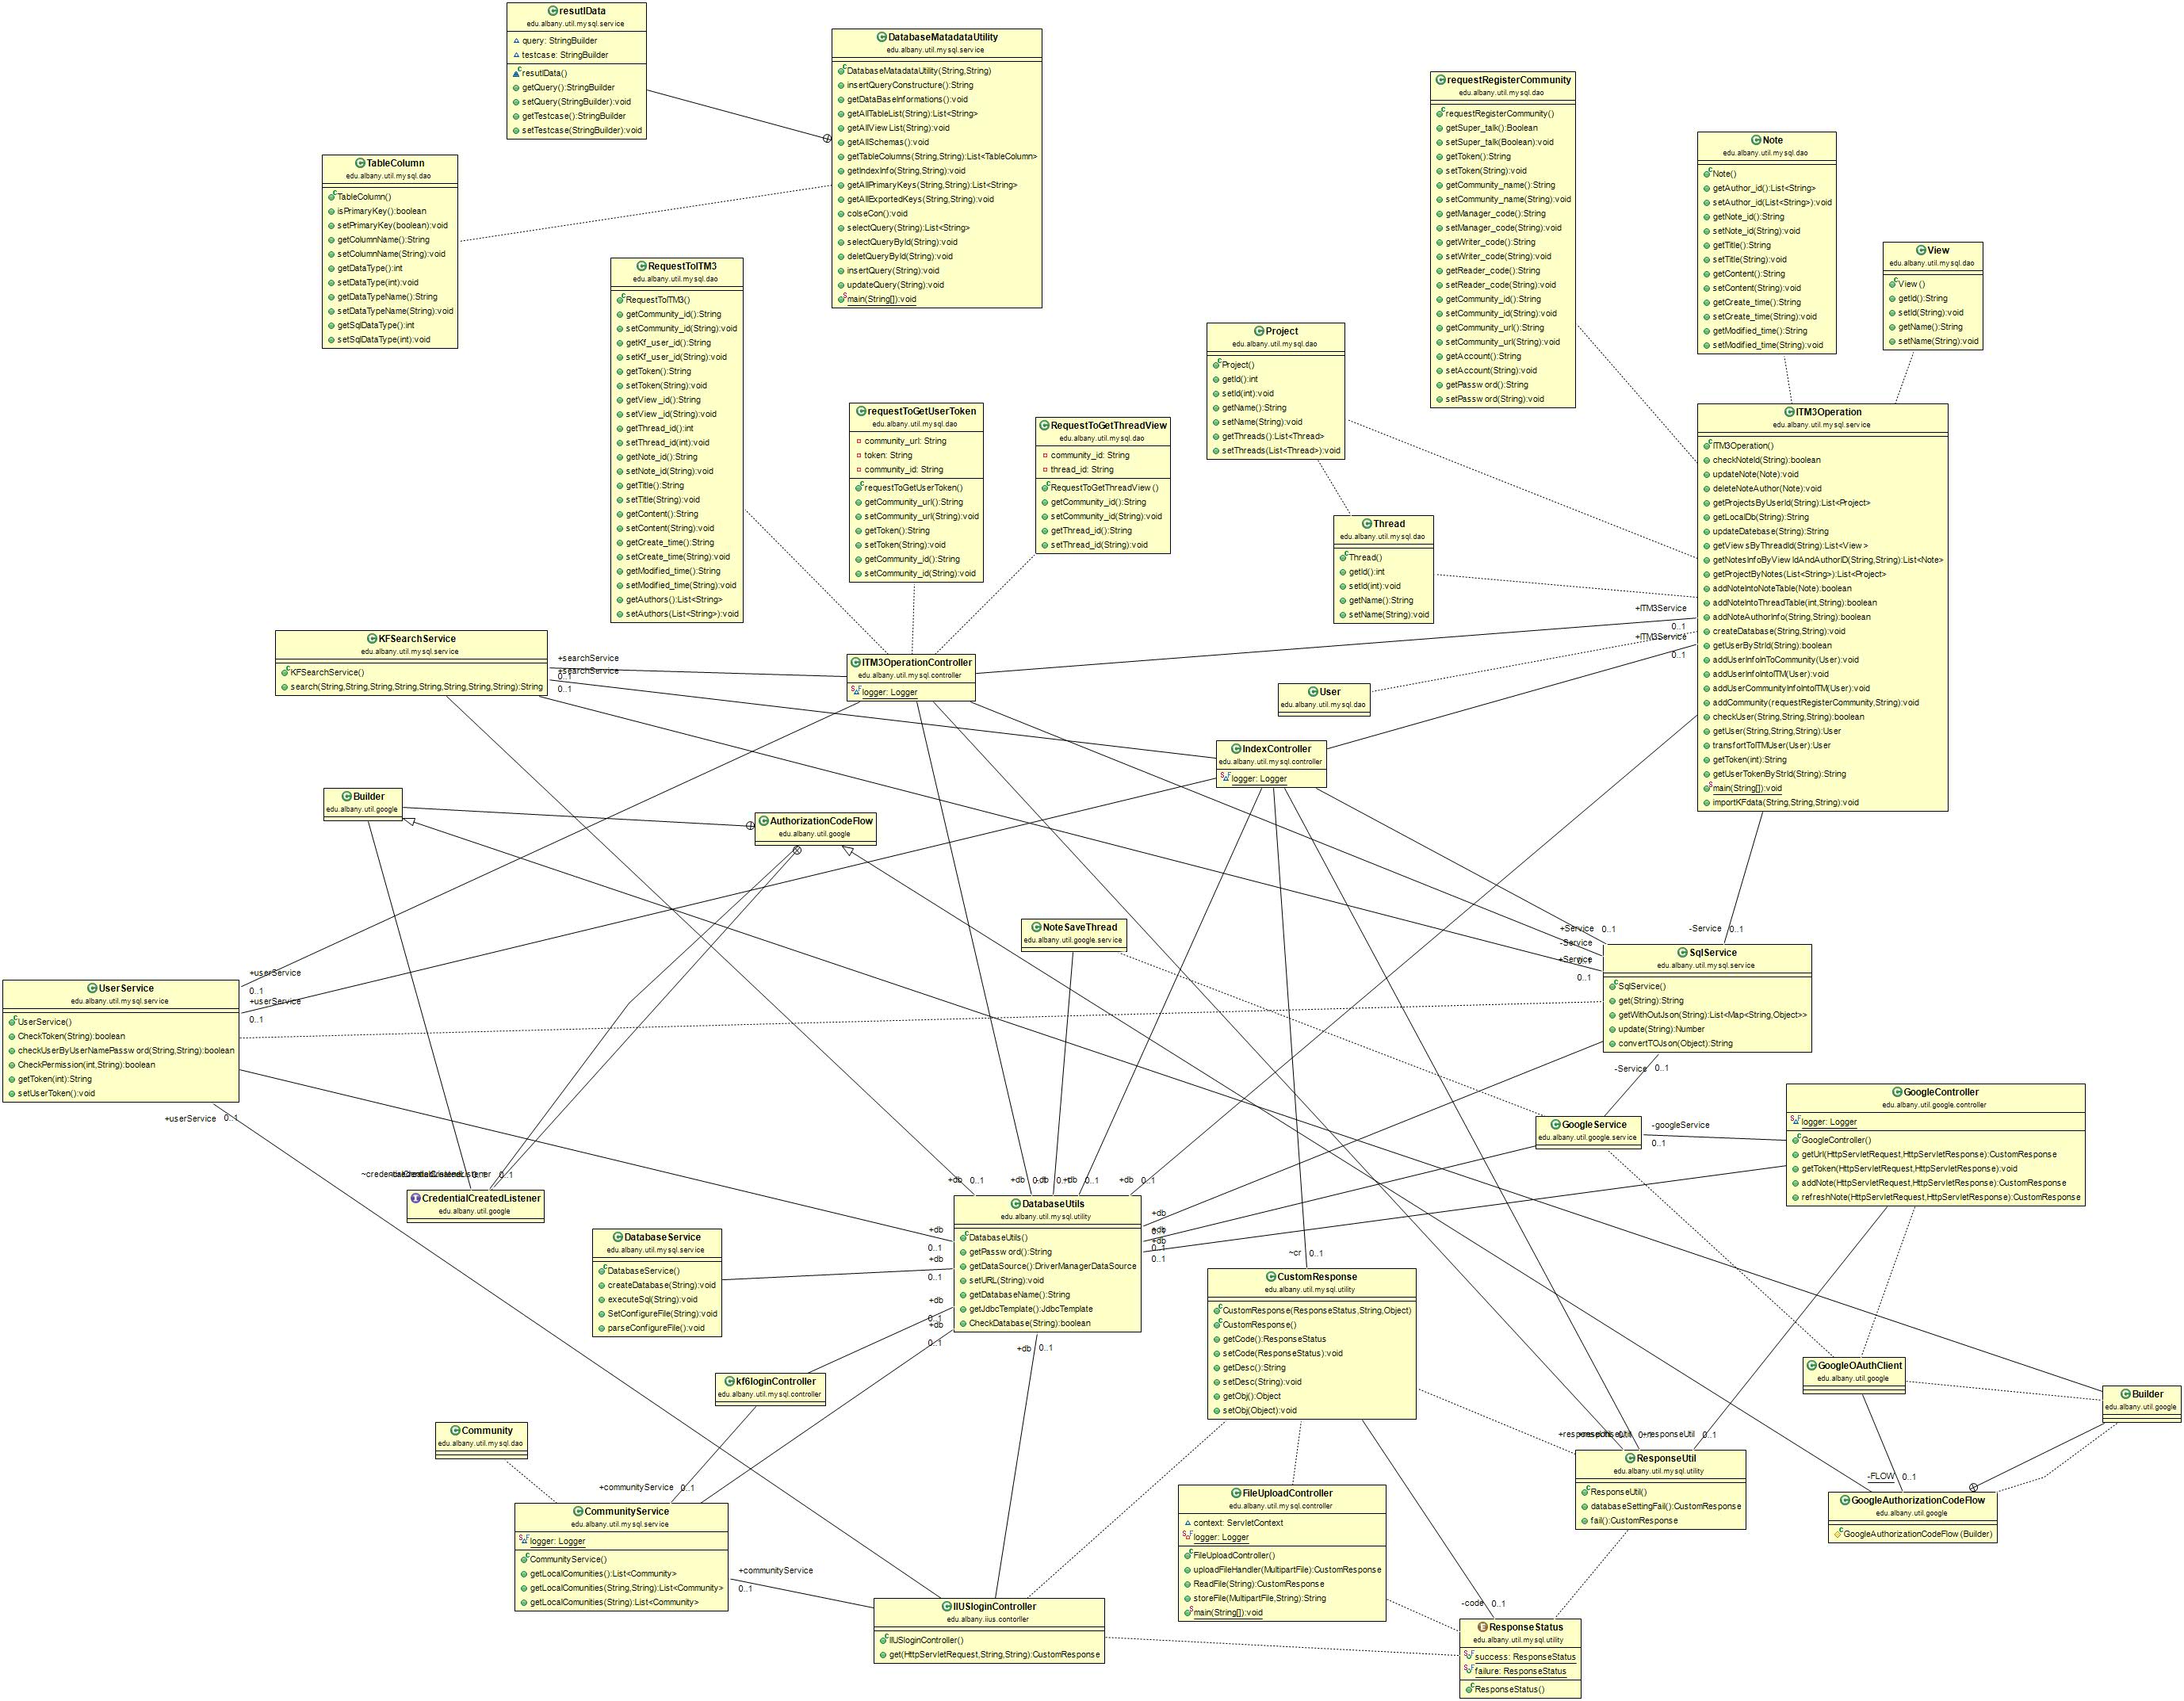 resutlData
edu.albany.util.mysql.service
query: StringBuilder
testcase: StringBuilder
resutlData()
getQuery():StringBuilder
setQuery(StringBuilder):void
getTestcase():StringBuilder
setTestcase(StringBuilder):void
DatabaseMatadataUtility
edu.albany.util.mysql.service
DatabaseMatadataUtility(String,String)
insertQueryConstructure():String
getDataBaseInformations():void
getAllTableList(String):List<String>
getAllViewList(String):void
getAllSchemas():void
getTableColumns(String,String):List<TableColumn>
getIndexInfo(String,String):void
getAllPrimaryKeys(String,String):List<String>
getAllExportedKeys(String,String):void
colseCon():void
selectQuery(String):List<String>
selectQueryById(String):void
deletQueryById(String):void
insertQuery(String):void
updateQuery(String):void
main(String[]):void
TableColumn
edu.albany.util.mysql.dao
TableColumn()
isPrimaryKey():boolean
setPrimaryKey(boolean):void
getColumnName():String
setColumnName(String):void
getDataType():int
setDataType(int):void
getDataTypeName():String
setDataTypeName(String):void
getSqlDataType():int
setSqlDataType(int):void
requestRegisterCommunity
edu.albany.util.mysql.dao
requestRegisterCommunity()
getSuper_talk():Boolean
setSuper_talk(Boolean):void
getToken():String
setToken(String):void
getCommunity_name():String
setCommunity_name(String):void
getManager_code():String
setManager_code(String):void
getWriter_code():String
setWriter_code(String):void
getReader_code():String
setReader_code(String):void
getCommunity_id():String
setCommunity_id(String):void
getCommunity_url():String
setCommunity_url(String):void
getAccount():String
setAccount(String):void
getPassword():String
setPassword(String):void
Note
edu.albany.util.mysql.dao
Note()
getAuthor_id():List<String>
setAuthor_id(List<String>):void
getNote_id():String
setNote_id(String):void
getTitle():String
setTitle(String):void
getContent():String
setContent(String):void
getCreate_time():String
setCreate_time(String):void
getModified_time():String
setModified_time(String):void
View
edu.albany.util.mysql.dao
View()
getId():String
setId(String):void
getName():String
setName(String):void
RequestToITM3
edu.albany.util.mysql.dao
RequestToITM3()
getCommunity_id():String
setCommunity_id(String):void
getKf_user_id():String
setKf_user_id(String):void
getToken():String
setToken(String):void
getView_id():String
setView_id(String):void
getThread_id():int
setThread_id(int):void
getNote_id():String
setNote_id(String):void
getTitle():String
setTitle(String):void
getContent():String
setContent(String):void
getCreate_time():String
setCreate_time(String):void
getModified_time():String
setModified_time(String):void
getAuthors():List<String>
setAuthors(List<String>):void
requestToGetUserToken
edu.albany.util.mysql.dao
community_url: String
token: String
community_id: String
requestToGetUserToken()
getCommunity_url():String
setCommunity_url(String):void
getToken():String
setToken(String):void
getCommunity_id():String
setCommunity_id(String):void
RequestToGetThreadView
edu.albany.util.mysql.dao
community_id: String
thread_id: String
RequestToGetThreadView()
getCommunity_id():String
setCommunity_id(String):void
getThread_id():String
setThread_id(String):void
Project
edu.albany.util.mysql.dao
Project()
getId():int
setId(int):void
getName():String
setName(String):void
getThreads():List<Thread>
setThreads(List<Thread>):void
Thread
edu.albany.util.mysql.dao
Thread()
getId():int
setId(int):void
getName():String
setName(String):void
ITM3Operation
edu.albany.util.mysql.service
ITM3Operation()
checkNoteId(String):boolean
updateNote(Note):void
deleteNoteAuthor(Note):void
getProjectsByUserId(String):List<Project>
getLocalDb(String):String
updateDatebase(String):String
getViewsByThreadId(String):List<View>
getNotesInfoByViewIdAndAuthorID(String,String):List<Note>
getProjectByNotes(List<String>):List<Project>
addNoteIntoNoteTable(Note):boolean
addNoteIntoThreadTable(int,String):boolean
addNoteAuthorInfo(String,String):boolean
createDatabase(String,String):void
getUserByStrId(String):boolean
addUserInfoInToCommunity(User):void
addUserInfoIntoITM(User):void
addUserCommunityInfoIntoITM(User):void
addCommunity(requestRegisterCommunity,String):void
checkUser(String,String,String):boolean
getUser(String,String,String):User
transfortToITMUser(User):User
getToken(int):String
getUserTokenByStrId(String):String
main(String[]):void
importKFdata(String,String,String):void
+ITM3Service
0..1
+ITM3Service
0..1
KFSearchService
edu.albany.util.mysql.service
KFSearchService()
search(String,String,String,String,String,String,String,String):String
+searchService
0..1
+searchService
0..1
ITM3OperationController
edu.albany.util.mysql.controller
logger: Logger
User
edu.albany.util.mysql.dao
IndexController
edu.albany.util.mysql.controller
logger: Logger
Builder
edu.albany.util.google
AuthorizationCodeFlow
edu.albany.util.google
NoteSaveThread
edu.albany.util.google.service
+Service 0..1
-Service
+Service
0..1
-Service 0..1
SqlService
edu.albany.util.mysql.service
SqlService()
get(String):String
getWithOutJson(String):List<Map<String,Object>>
update(String):Number
convertTOJson(Object):String
-Service 0..1
UserService
edu.albany.util.mysql.service
UserService()
CheckToken(String):boolean
checkUserByUserNamePassword(String,String):boolean
CheckPermission(int,String):boolean
getToken(int):String
setUserToken():void
+userService
0..1
+userService
0..1
+userService 0..1
GoogleController
edu.albany.util.google.controller
logger: Logger
GoogleController()
getUrl(HttpServletRequest,HttpServletResponse):CustomResponse
getToken(HttpServletRequest,HttpServletResponse):void
addNote(HttpServletRequest,HttpServletResponse):CustomResponse
refreshNote(HttpServletRequest,HttpServletResponse):CustomResponse
GoogleService
edu.albany.util.google.service
-googleService
0..1
0..1
CredentialCreatedListener
edu.albany.util.google
+db 0..1
+db
+db
+db 0..1
DatabaseUtils
edu.albany.util.mysql.utility
DatabaseUtils()
getPassword():String
getDataSource():DriverManagerDataSource
setURL(String):void
getDatabaseName():String
getJdbcTemplate():JdbcTemplate
CheckDatabase(String):boolean
+db
0..1
+db
0..1
+db
0..1
+db
0..1
+db
+db
+db
0..1
0..1
+db 0..1
DatabaseService
edu.albany.util.mysql.service
DatabaseService()
createDatabase(String):void
executeSql(String):void
SetConfigureFile(String):void
parseConfigureFile():void
~cr 0..1
CustomResponse
edu.albany.util.mysql.utility
CustomResponse(ResponseStatus,String,Object)
CustomResponse()
getCode():ResponseStatus
setCode(ResponseStatus):void
getDesc():String
setDesc(String):void
getObj():Object
setObj(Object):void
kf6loginController
edu.albany.util.mysql.controller
GoogleOAuthClient
edu.albany.util.google
Builder
edu.albany.util.google
Community
edu.albany.util.mysql.dao
+communityService 0..1
CommunityService
edu.albany.util.mysql.service
logger: Logger
CommunityService()
getLocalComunities():List<Community>
getLocalComunities(String,String):List<Community>
getLocalComunities(String):List<Community>
+communityService
0..1
+responseUtil 0..1
ResponseUtil
edu.albany.util.mysql.utility
ResponseUtil()
databaseSettingFail():CustomResponse
fail():CustomResponse
-FLOW 0..1
GoogleAuthorizationCodeFlow
edu.albany.util.google
GoogleAuthorizationCodeFlow(Builder)
FileUploadController
edu.albany.util.mysql.controller
context: ServletContext
logger: Logger
FileUploadController()
uploadFileHandler(MultipartFile):CustomResponse
ReadFile(String):CustomResponse
storeFile(MultipartFile,String):String
main(String[]):void
IIUSloginController
edu.albany.iius.contorller
IIUSloginController()
get(HttpServletRequest,String,String):CustomResponse
-code 0..1
ResponseStatus
edu.albany.util.mysql.utility
success: ResponseStatus
failure: ResponseStatus
ResponseStatus()